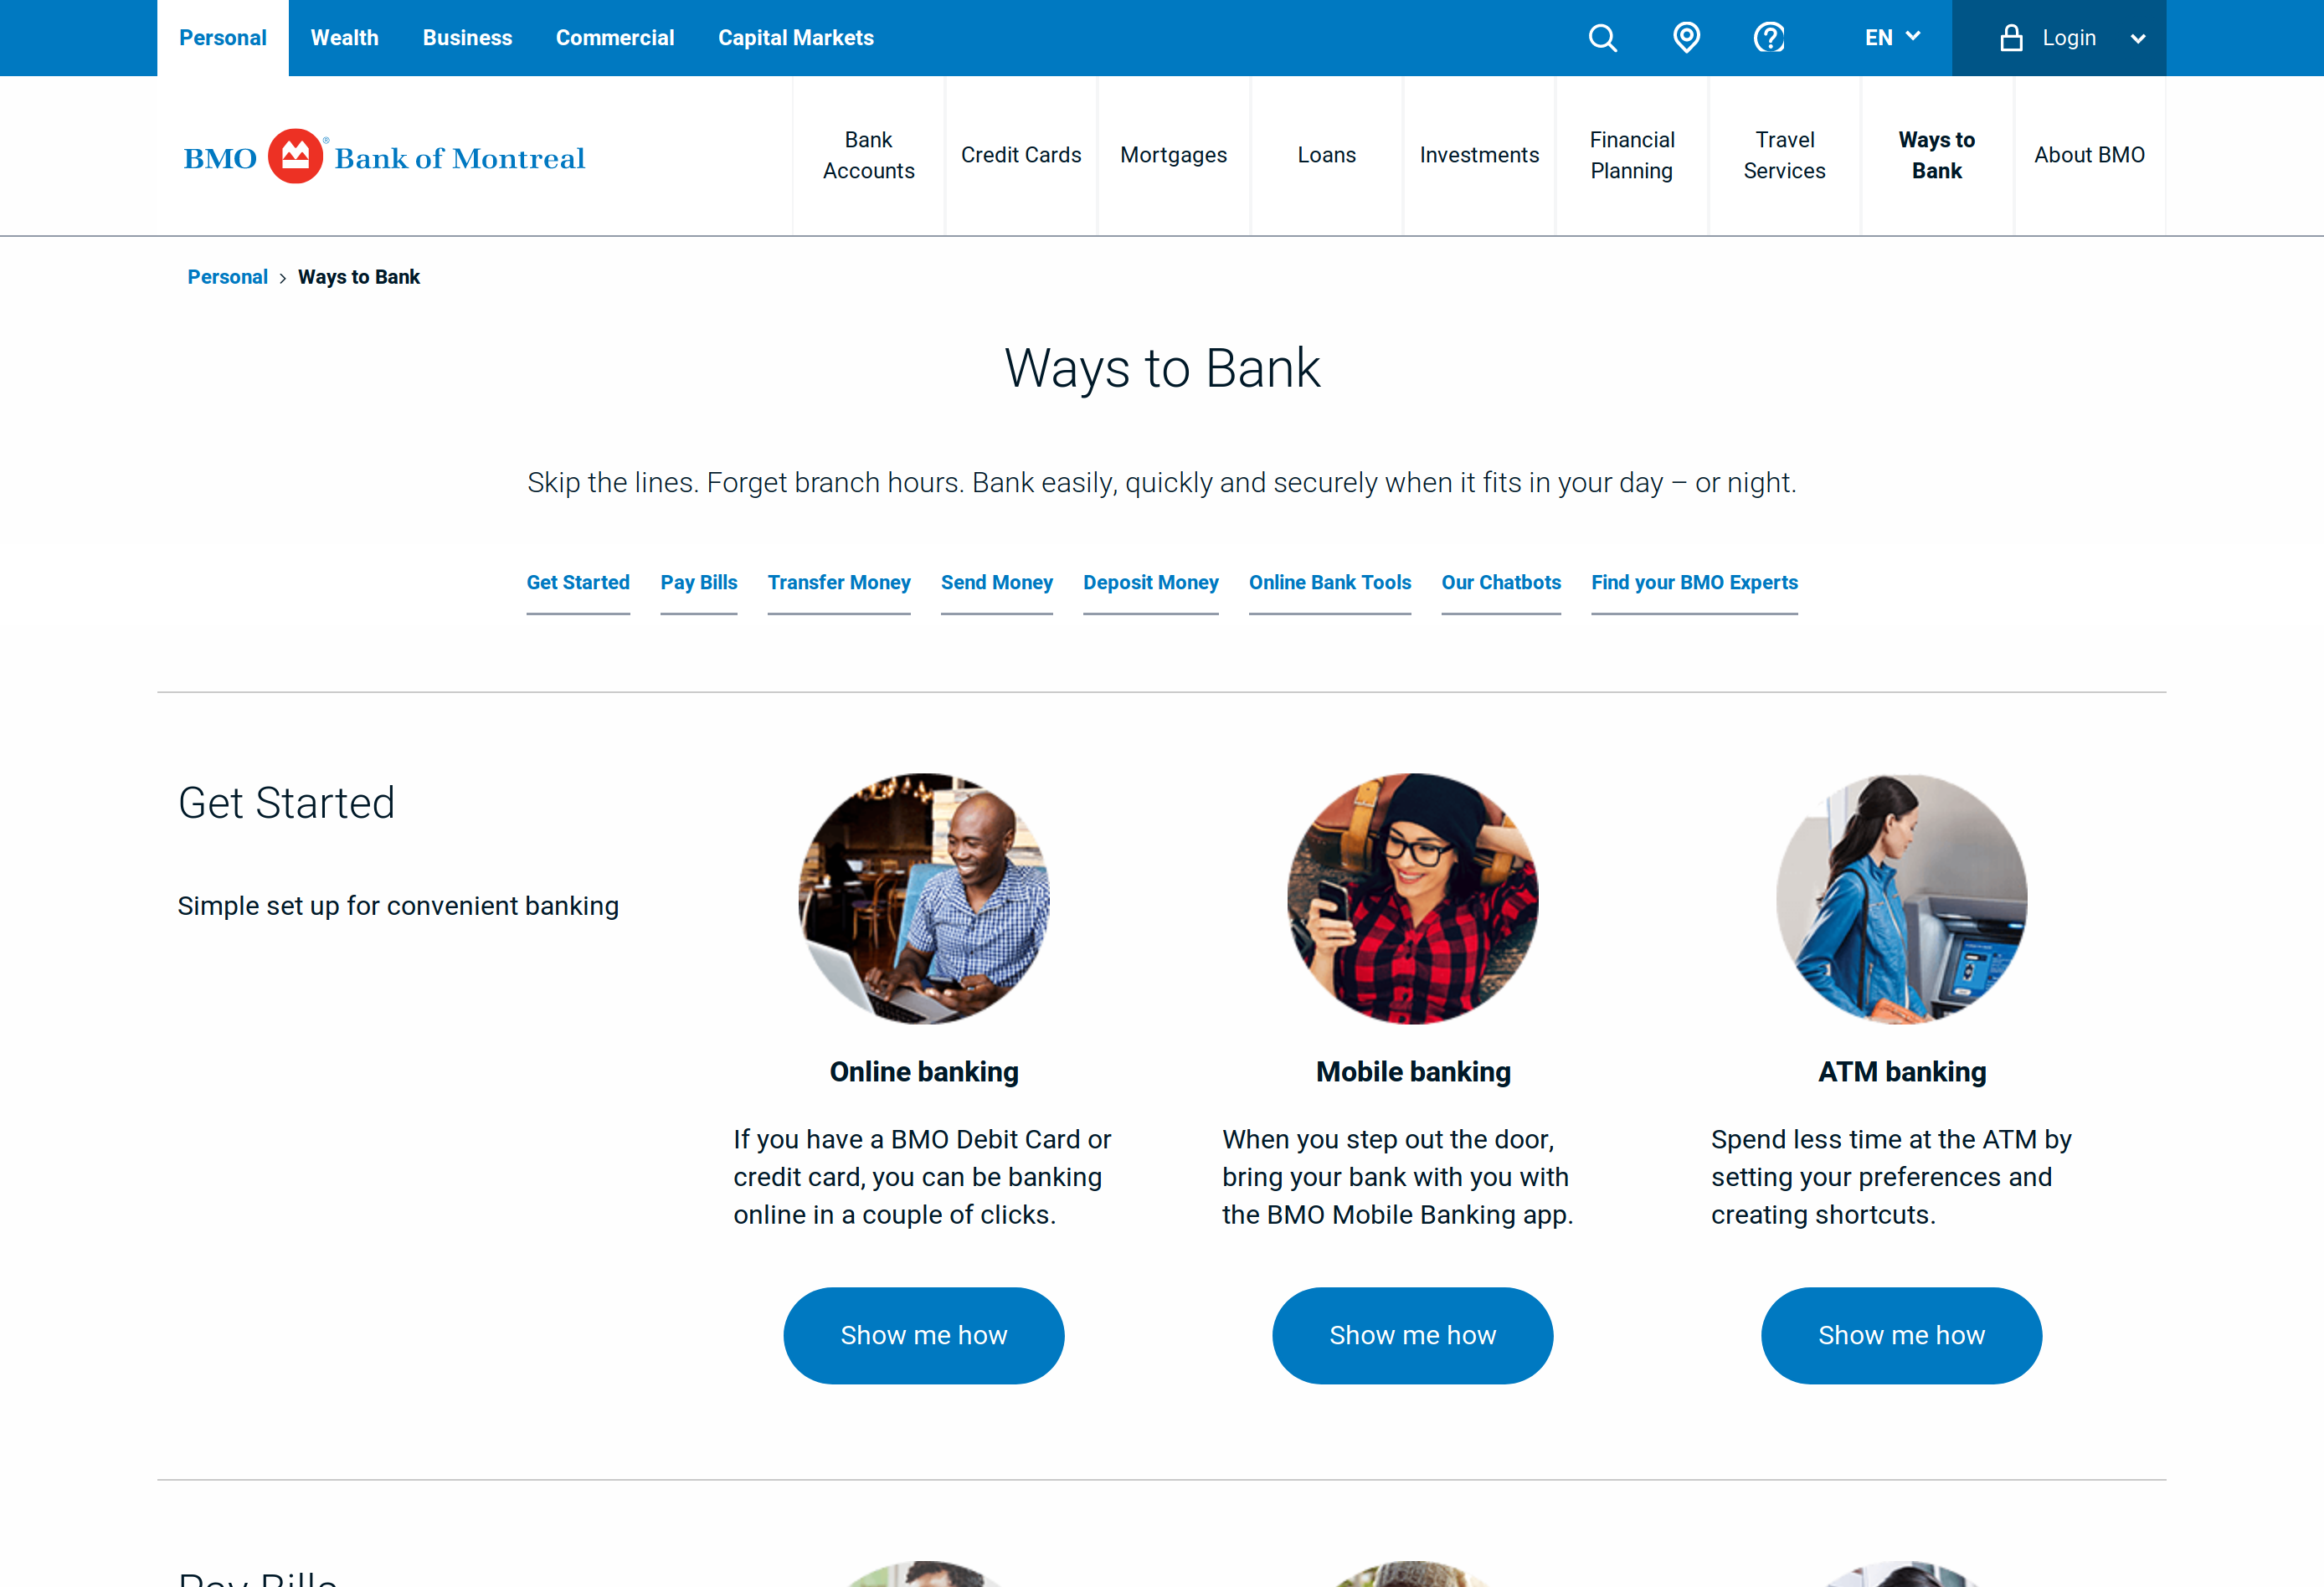 Personal
Wealth
Business
Commercial
Capital Markets
EN
Login
BMO Bank of Montreal
®
Bank
Accounts
Credit Cards
Mortgages
Loans
Investments
Financial
Planning
Travel
Services
Ways to
Bank
About BMO
Personal > Ways to Bank
Ways to Bank
Skip the lines. Forget branch hours. Bank easily, quickly and securely when it fits in your day – or night.
Get Started
Pay Bills
Transfer Money
Send Money
Deposit Money
Online Bank Tools
Our Chatbots
Find your BMO Experts
Get Started
Simple set up for convenient banking
Online banking
If you have a BMO Debit Card or
credit card, you can be banking
online in a couple of clicks.
Show me how
Mobile banking
When you step out the door,
bring your bank with you with
the BMO Mobile Banking app.
Show me how
ATM banking
Spend less time at the ATM by
setting your preferences and
creating shortcuts.
Show me how
Pay Bills